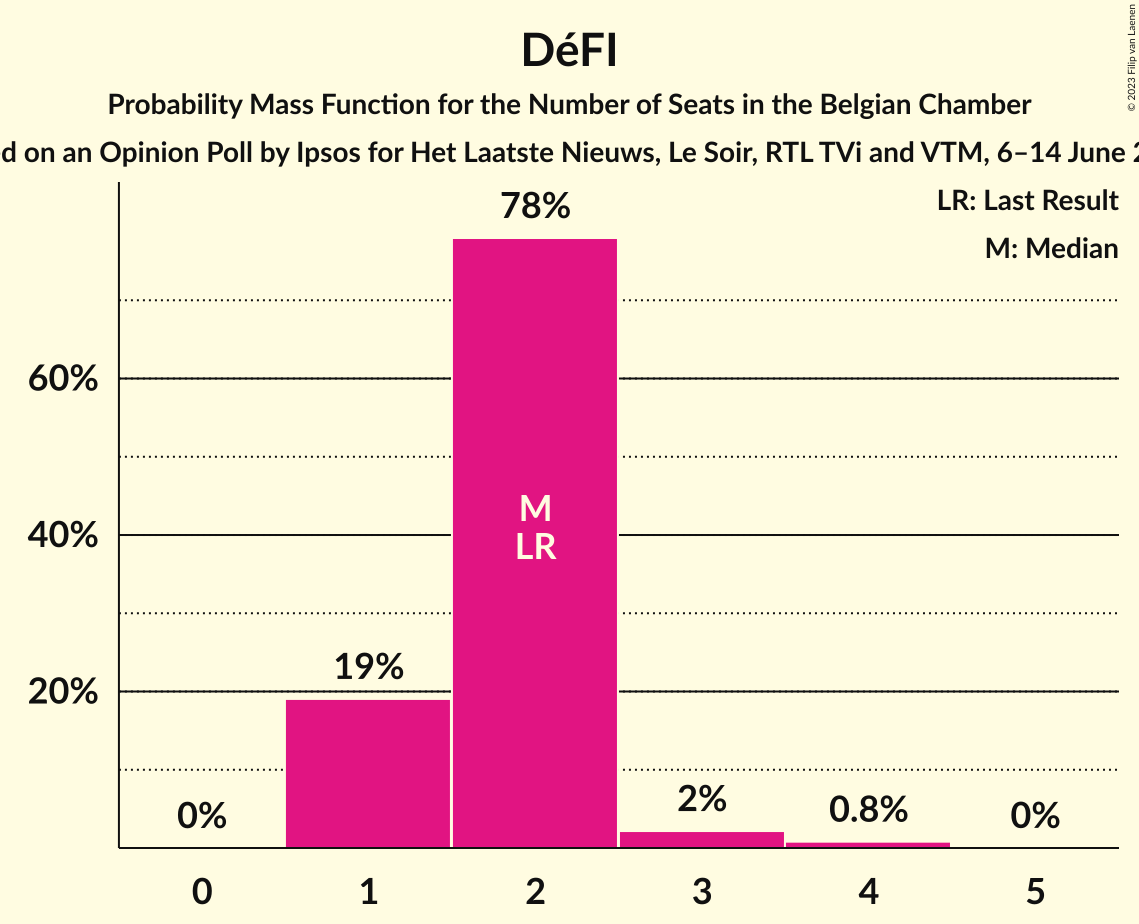 DéFI
Probability Mass Function for the Number of Seats in the Belgian Chamber
d on an Opinion Poll by Ipsos for Het Laatste Nieuws, Le Soir, RTL TVi and VTM, 6–14 June 2
© 2023 Filip van Laenen
LR: Last Result
M: Median
78%
60%
M
40%
LR
19%
20%
0%
2%
0.8%
0%
0
1
2
3
4
5